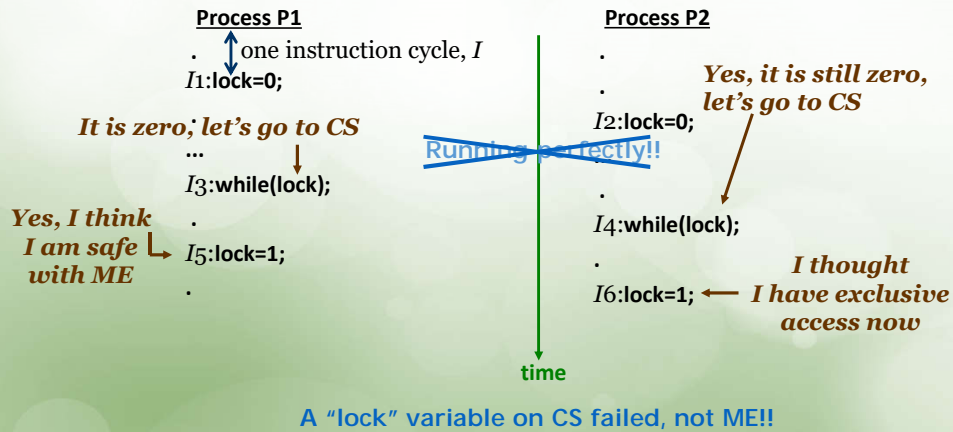 Process P1
Process P2
.
one instruction cycle, I
.
I1:lock=0;
.
Yes, it is still zero,
let's go to CS
.
I2:lock=0;
It is zero, let's go to CS
...
Running perfectly!!
.
I3:while(lock);
.
Yes, I think
I am safe
with ME
.
I4:while(lock);
I5:lock=1;
.
.
I6:lock=1;
I thought
I have exclusive
access now
time
A “lock” variable on CS failed, not ME!!